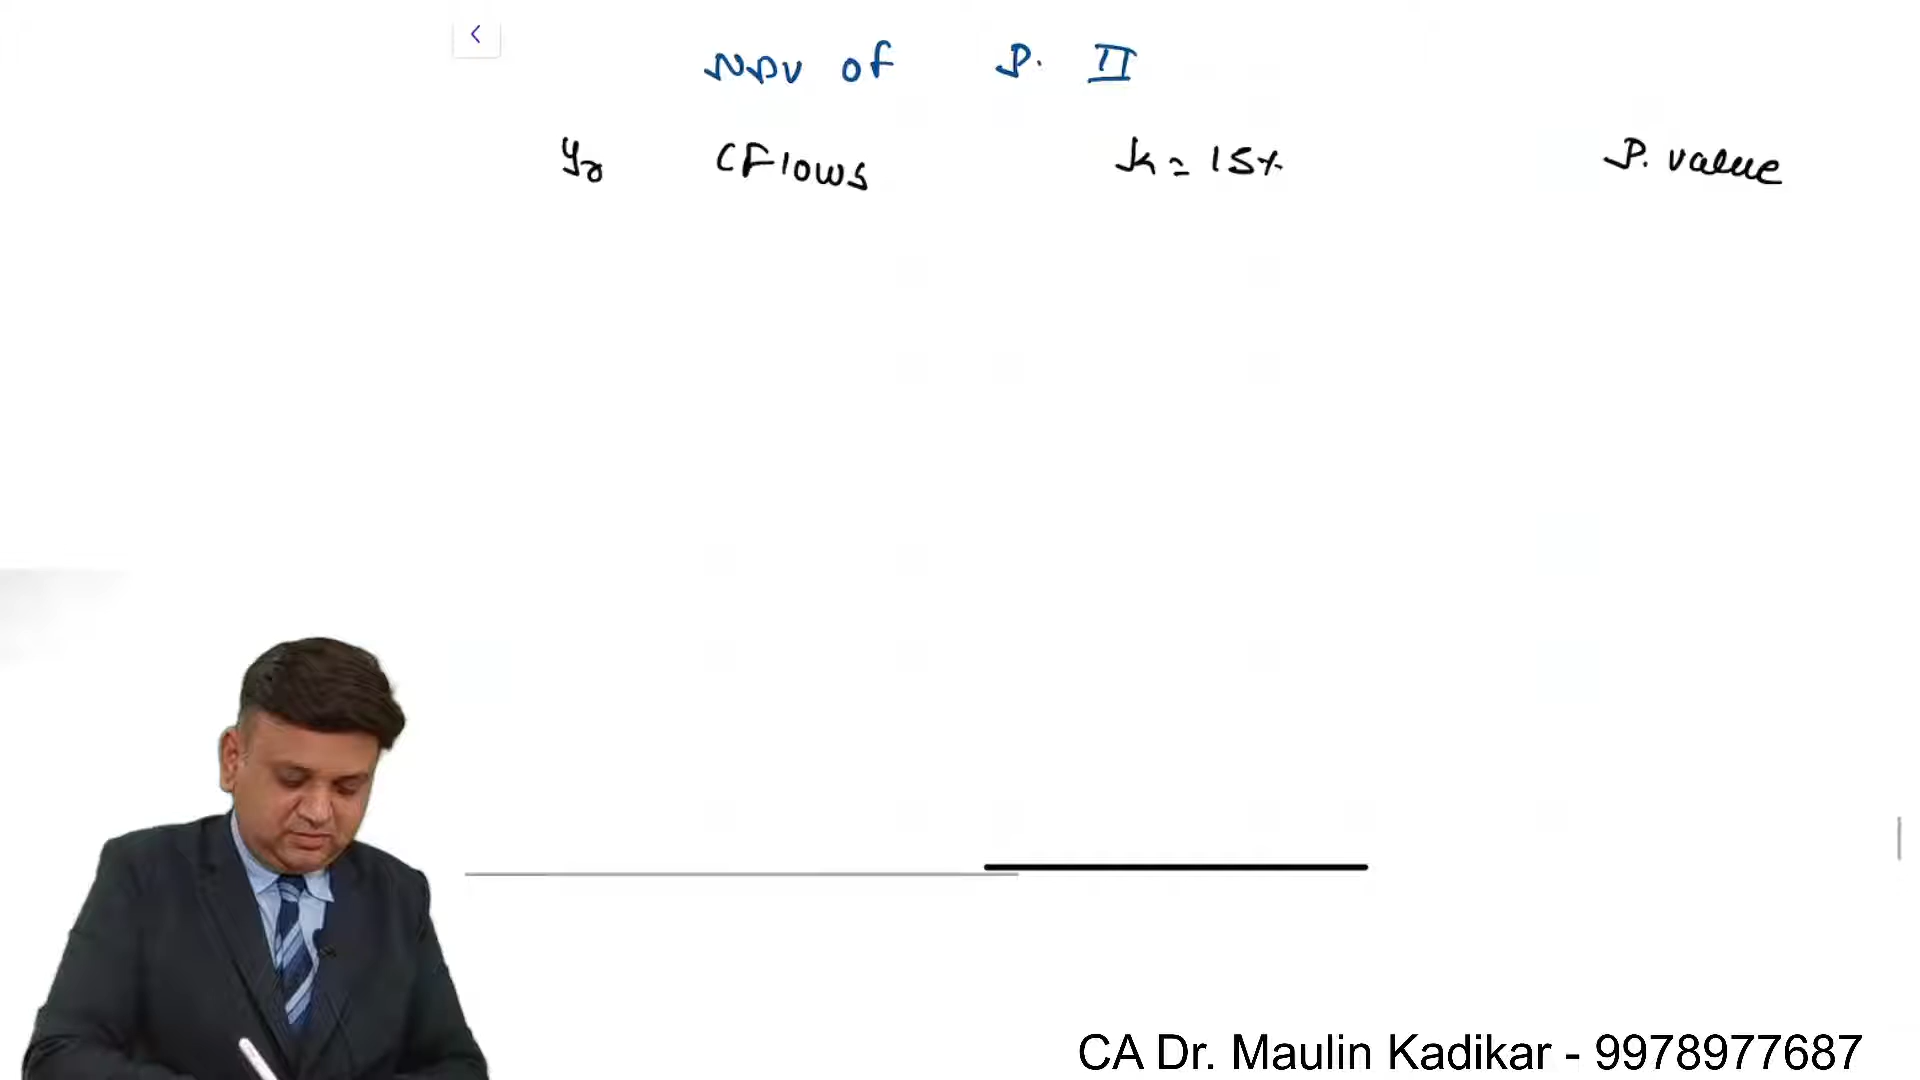 NPV of P. II
Yr CFlows k = 15% P. value
CA Dr. Maulin Kadikar - 9978977687